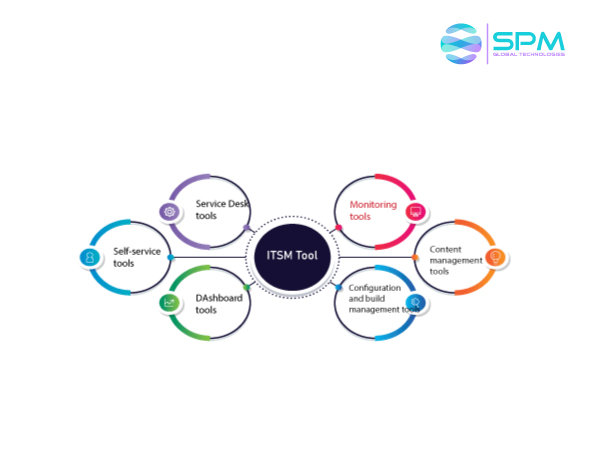 SPM
GLOBAL TECHNOLOGIES
Service Desk
tools
Monitoring
tools
Self-service
tools
ITSM Tool
Content
management
tools
DAshboard
tools
Configuration
and build
management tools